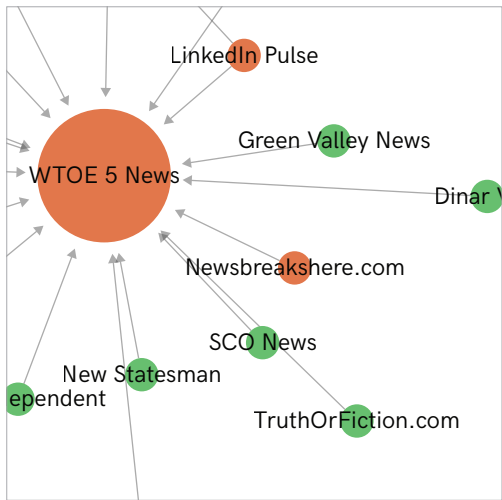 LinkedIn Pulse
Green Valley News
WTOE 5 News
Dinar
Newsbreakshere.com
SCO News
New Statesman
ependent
TruthOrFiction.com